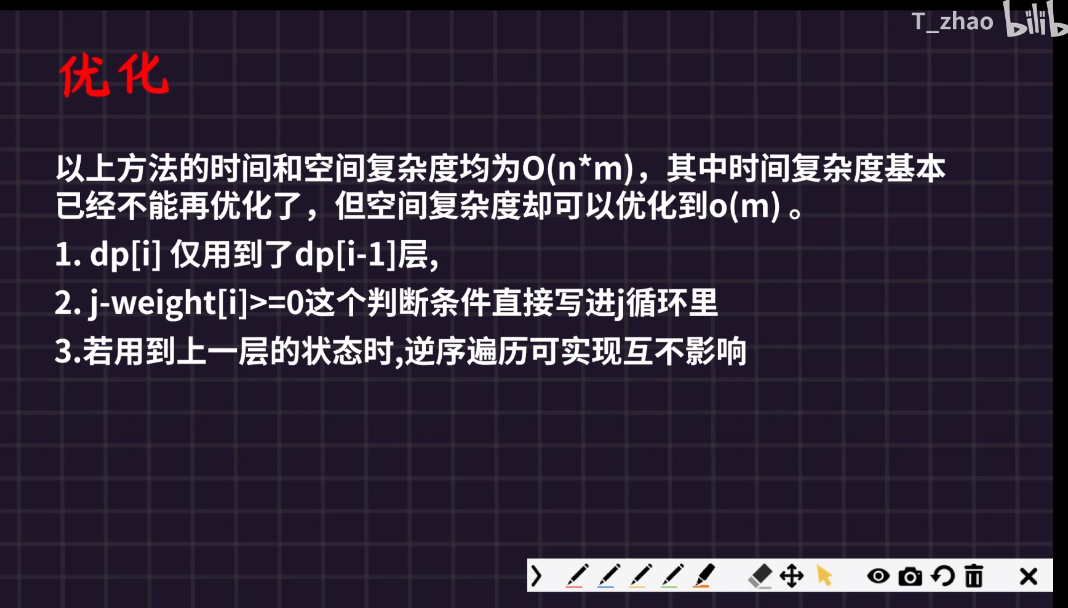 T_zhao bilib
优化
以上方法的时间和空间复杂度均为O(n*m)，其中时间复杂度基本
已经不能再优化了，但空间复杂度却可以优化到o(m) 。
1. dp[i] 仅用到了dp[i-1]层,
2. j-weight[i]>=0这个判断条件直接写进j循环里
3.若用到上一层的状态时,逆序遍历可实现互不影响